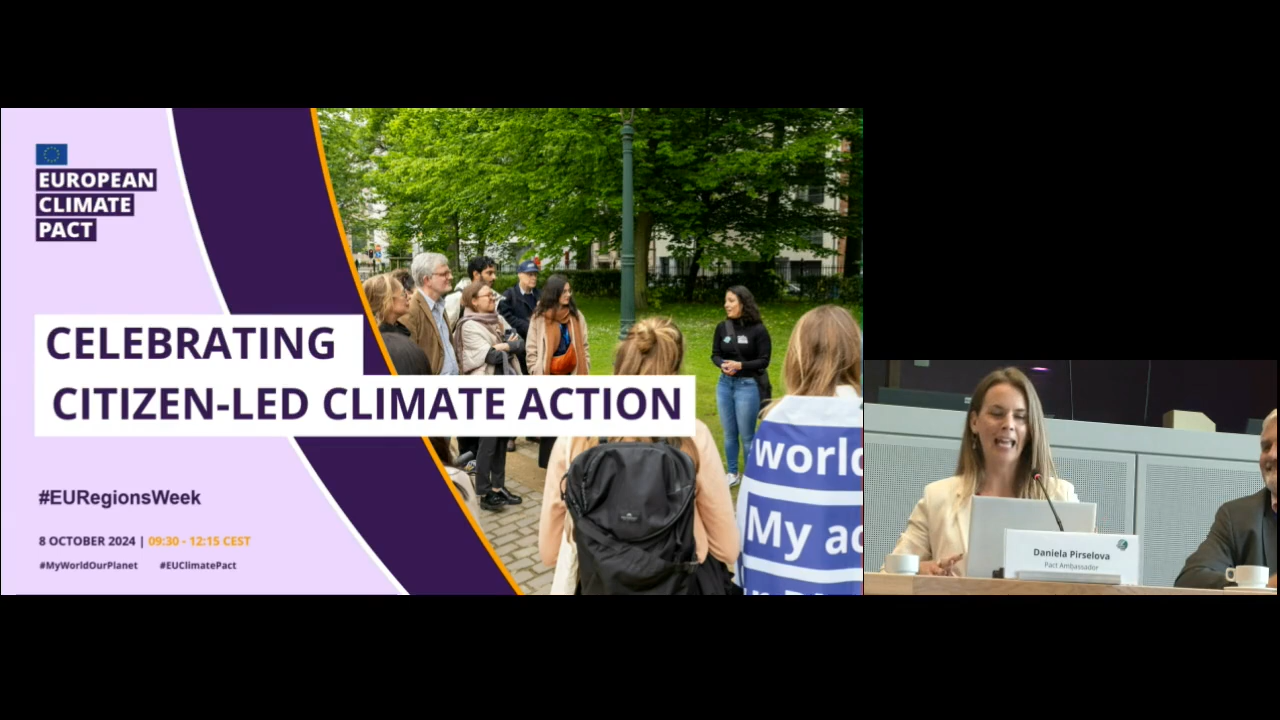 EUROPEAN
CLIMATE
PACT
CELEBRATING
CITIZEN-LED CLIMATE ACTION
#EURegionsWeek
8 OCTOBER 2024 | 09:30 - 12:15 CEST
#MyWorldOurPlanet #EUClimatePact
world
My ac
Daniela Pirselova
Pact Ambassador